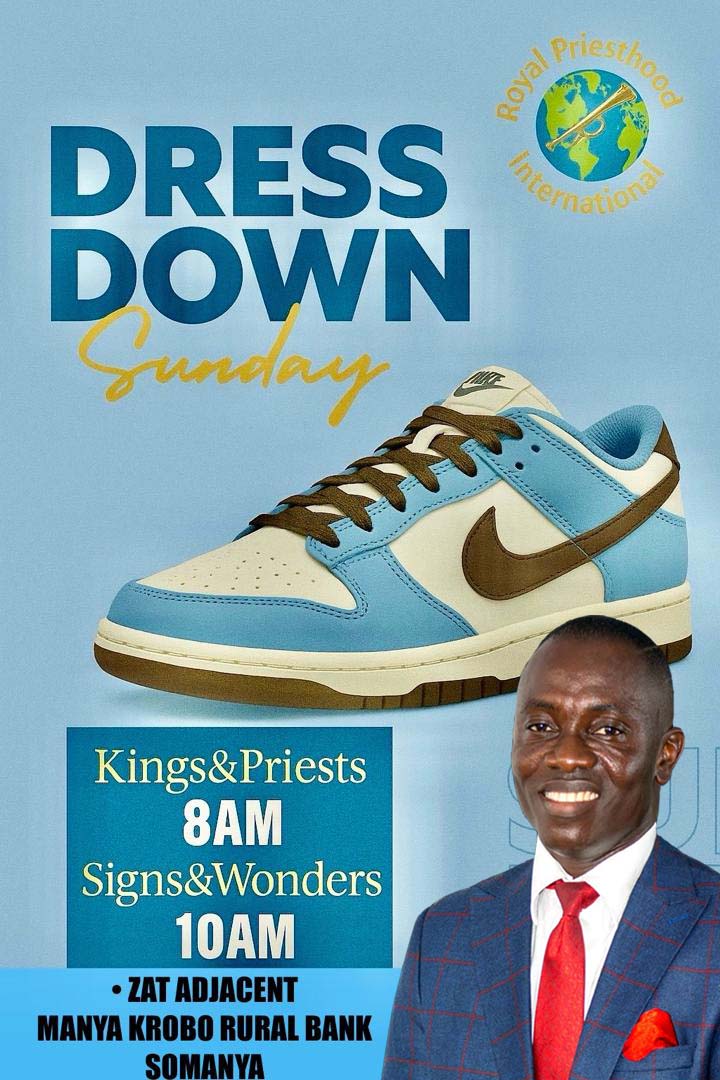 Royal Priesthood
International
DRESS
DOWN
Sunday
Kings&Priests
8AM
Signs&Wonders
10AM
• ZAT ADJACENT
MANYA KROBO RURAL BANK
SOMANYA